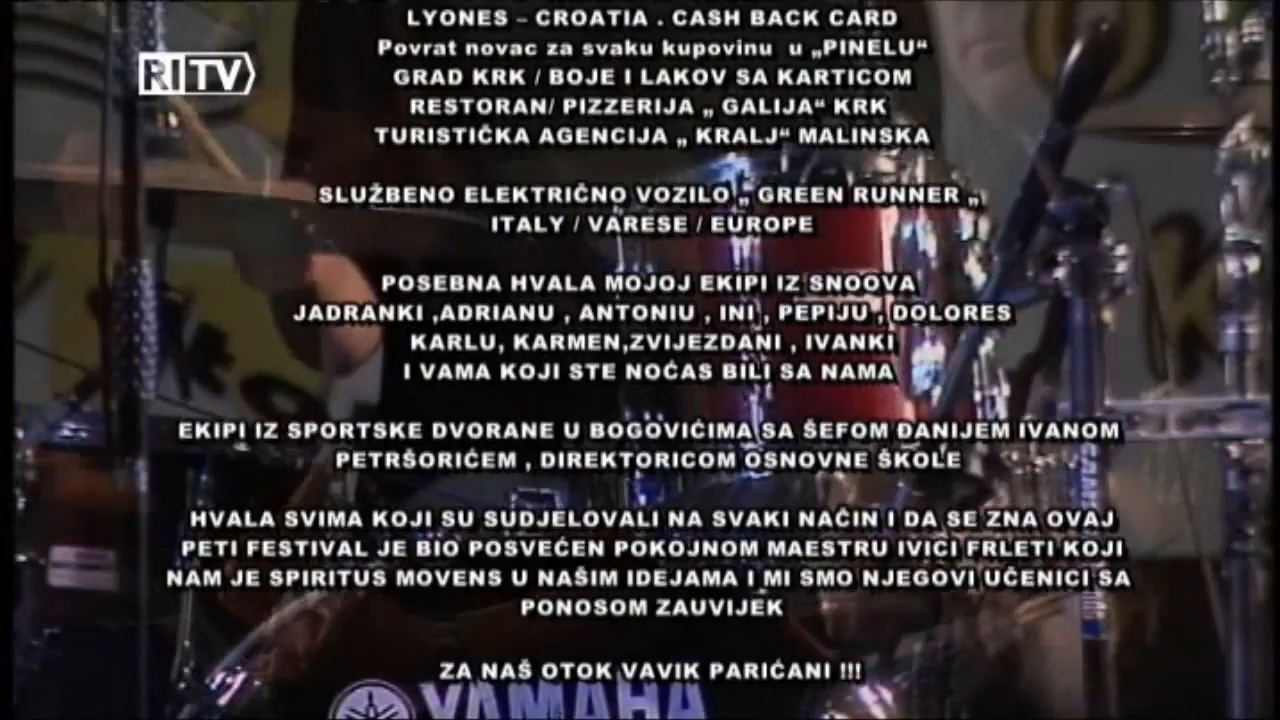 LYONES – CROATIA . CASH BACK CARD
Povrat novac za svaku kupovinu u „PINELU“
RITV
GRAD KRK / BOJE I LAKOV SA KARTICOM
RESTORAN/ PIZZERIJA „ GALIJA“ KRK
TURISTIČKA AGENCIJA „ KRALJ“ MALINSKA
SLUŽBENO ELEKTRIČNO VOZILO „ GREEN RUNNER „
ITALY / VARESE / EUROPE
POSEBNA HVALA MOJOJ EKIPI IZ SNOOVA
JADRANKI ,ADRIANU , ANTONIU , INI , PEPIJU , DOLORES
KARLU, KARMEN,ZVIJEZDANI , IVANKI
I VAMA KOJI STE NOĆAS BILI SA NAMA
EKIPI IZ SPORTSKE DVORANE U BOGOVIĆIMA SA ŠEFOM ĐANIJEM IVANOM
PETRŠORIĆEM , DIREKTORICOM OSNOVNE ŠKOLE
HVALA SVIMA KOJI SU SUDJELOVALI NA SVAKI NAČIN I DA SE ZNA OVAJ
PETI FESTIVAL JE BIO POSVEĆEN POKOJNOM MAESTRU IVICI FRLETI KOJI
NAM JE SPIRITUS MOVENS U NAŠIM IDEJAMA I MI SMO NJEGOVI UČENICI SA
PONOSOM ZAUVIJEK
ZA NAŠ OTOK VAVIK PARIĆANI !!!
YAMAHA